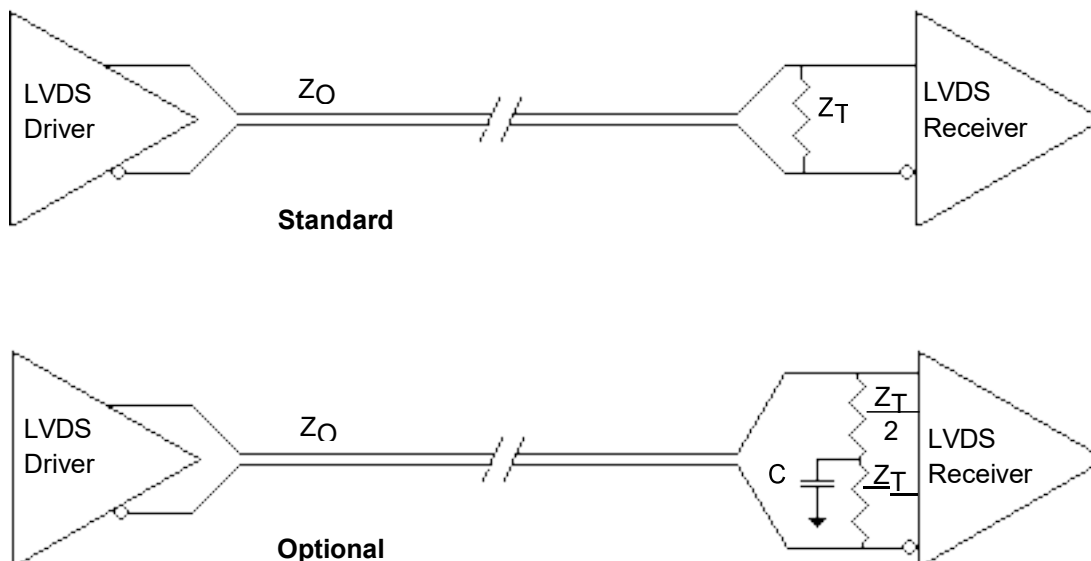 LVDS
Driver
ZO
ZT
LVDS
Receiver
Standard
LVDS
Driver
ZO
ZT
2
C
ZT
LVDS
Receiver
Optional